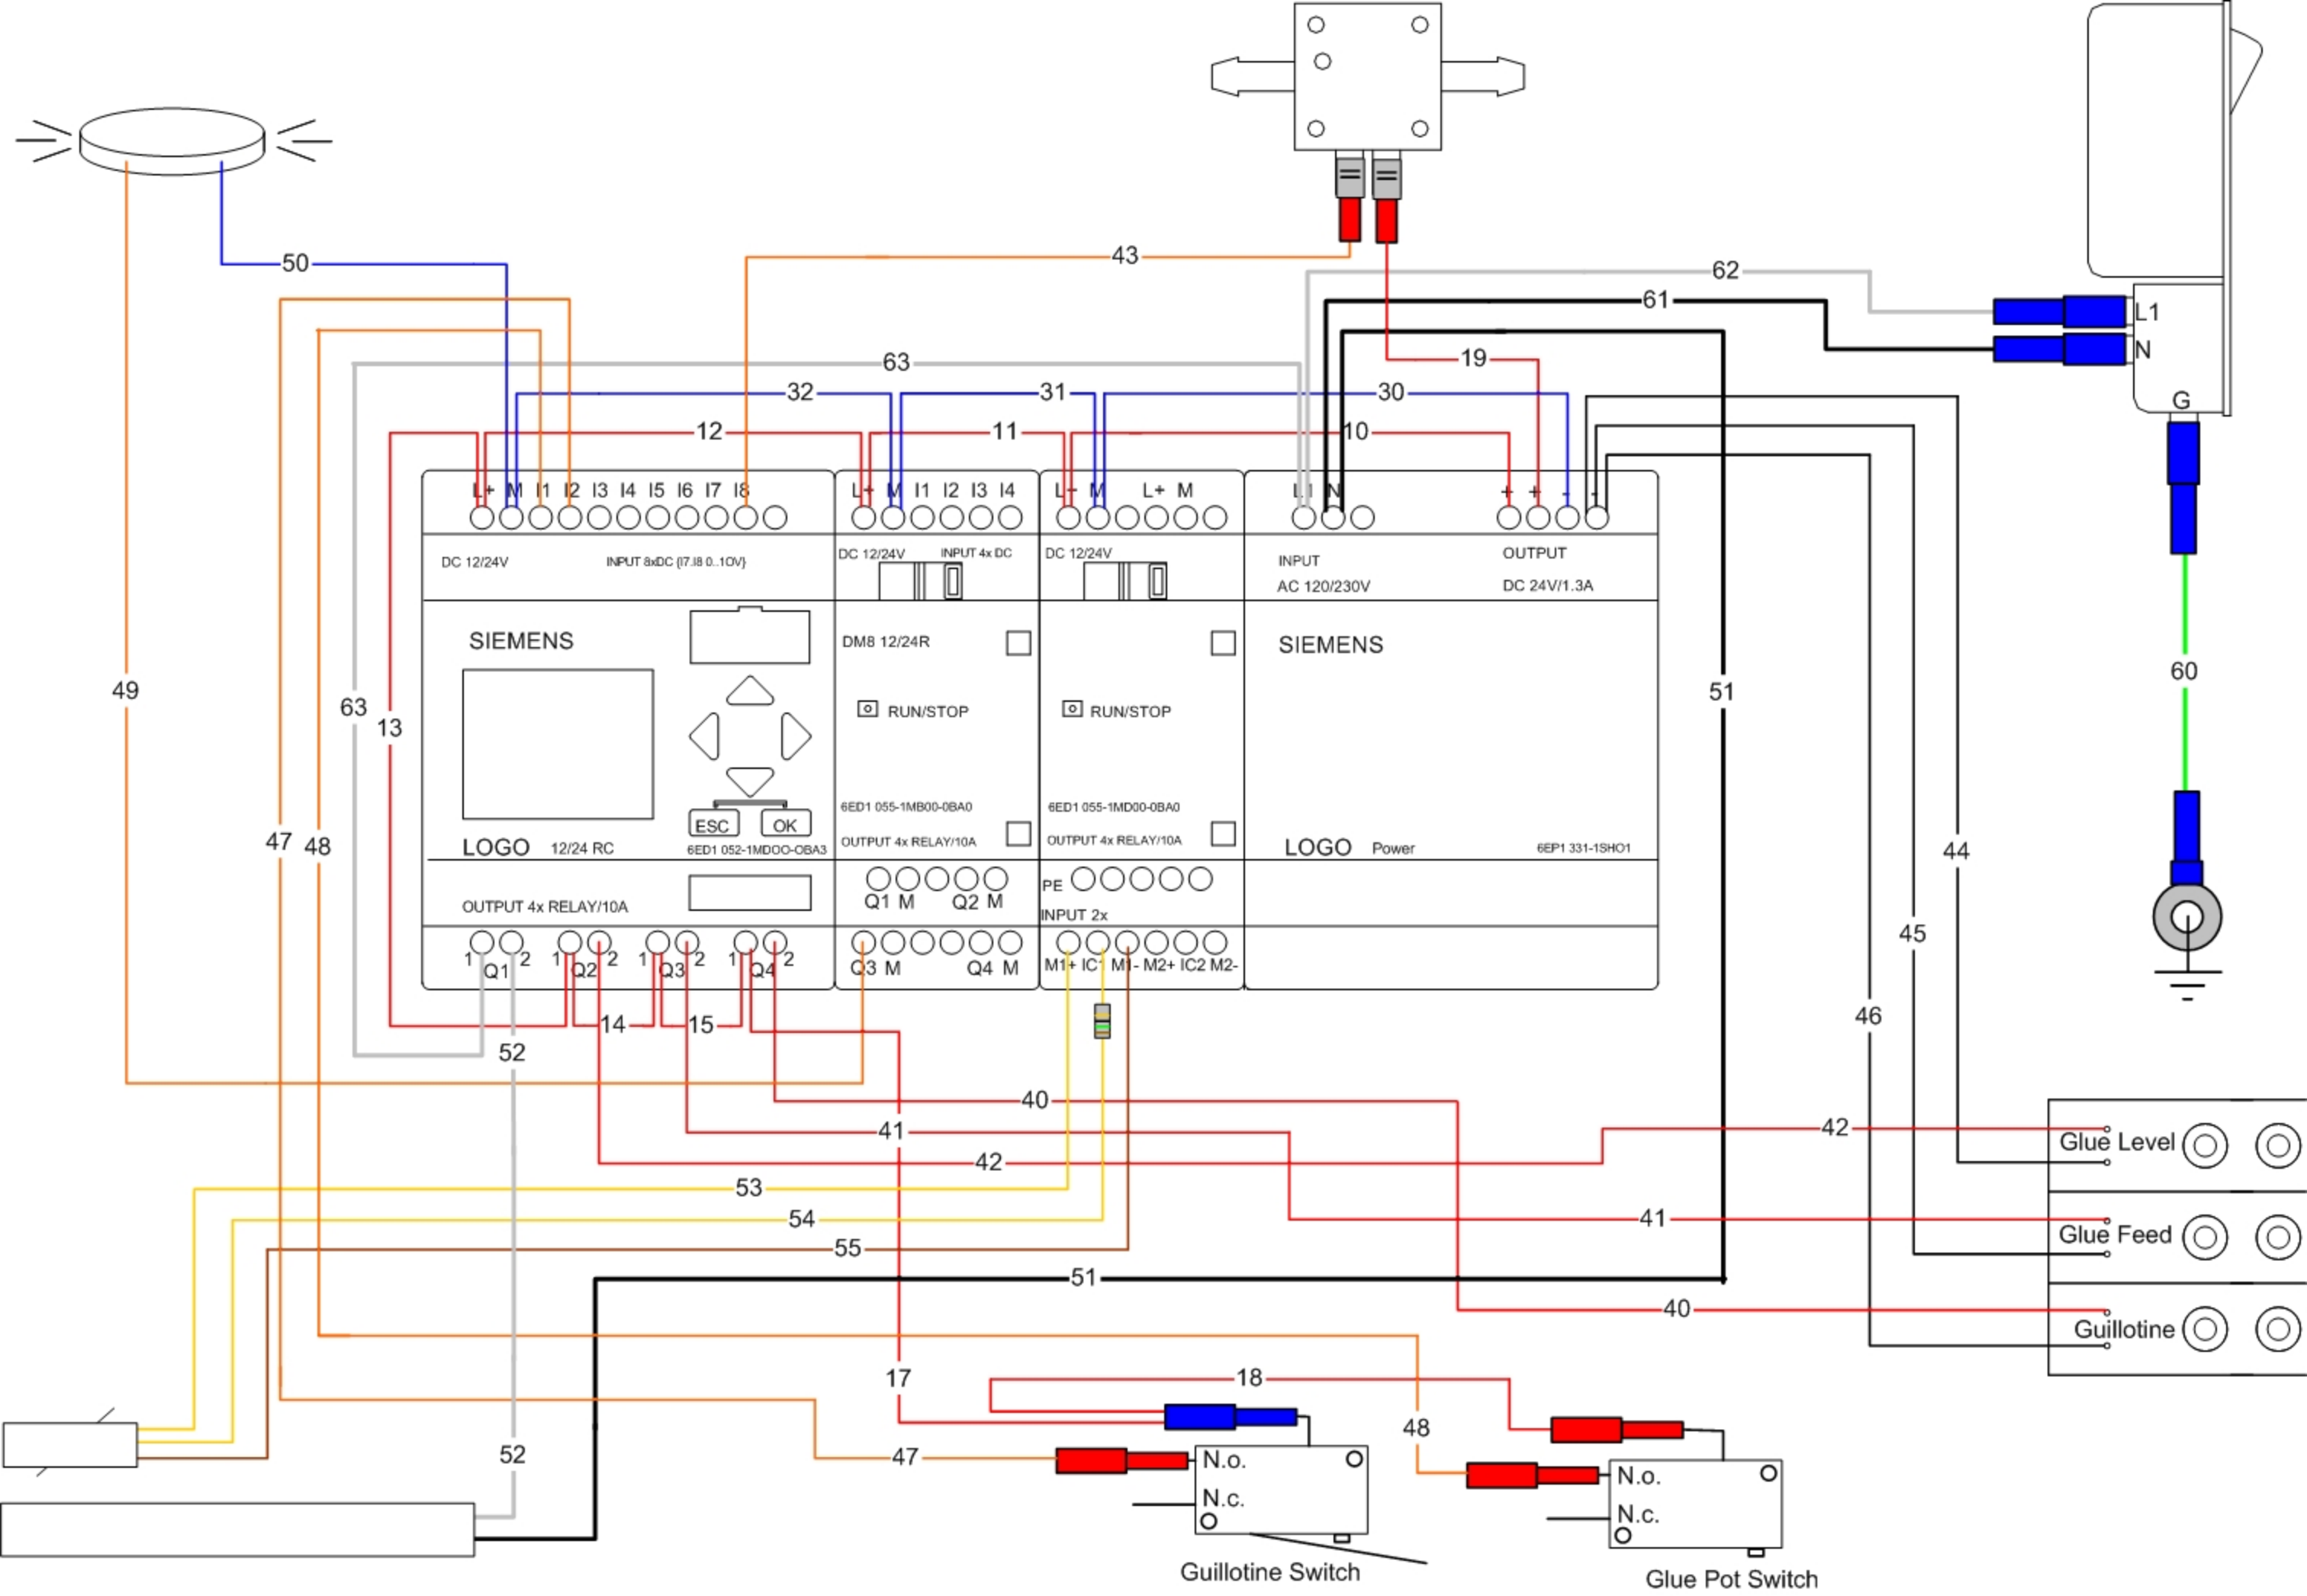 43
50
62
61
L1
N
19
63
32
31
30
G
12
11
10
L+ M I1 I2 I3 I4 I5 I6 I7 I8
L+ M I1 I2 I3 I4
L+ M L+ M
L1 N
+ + - -
DC 12/24V
INPUT 8xDC {I7.I8 0..1OV}
DC 12/24V
INPUT 4x DC
DC 12/24V
INPUT
OUTPUT
AC 120/230V
DC 24V/1.3A
SIEMENS
DM8 12/24R
SIEMENS
60
49
51
63
RUN/STOP
RUN/STOP
13
6ED1 055-1MB00-0BA0
6ED1 055-1MD00-0BA0
ESC
OK
47
48
LOGO 12/24 RC
6ED1 052-1MDOO-OBA3
OUTPUT 4x RELAY/10A
OUTPUT 4x RELAY/10A
LOGO Power
6EP1 331-1SHO1
44
PE
Q1 M Q2 M
OUTPUT 4x RELAY/10A
INPUT 2x
45
1 Q1 2
1 Q2 2
1 Q3 2
1 Q4 2
Q3 M Q4 M
M1+ IC1 M1- M2+ IC2 M2-
46
14
15
52
40
41
42
42
Glue Level
53
54
41
Glue Feed
55
51
40
Guillotine
17
18
48
52
47
N.o.
N.c.
N.o.
N.c.
Guillotine Switch
Glue Pot Switch